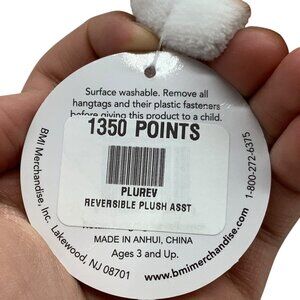 Surface washable. Remove all
hangtags and their plastic fasteners
before giving this product to a child.
1350 POINTS
PLUREV
REVERSIBLE PLUSH ASST
MADE IN ANHUI, CHINA
Ages 3 and Up.
BMI Merchandise, Inc.
Lakewood, NJ 08701
www.bmimerchandise.com
1-800-272-6375